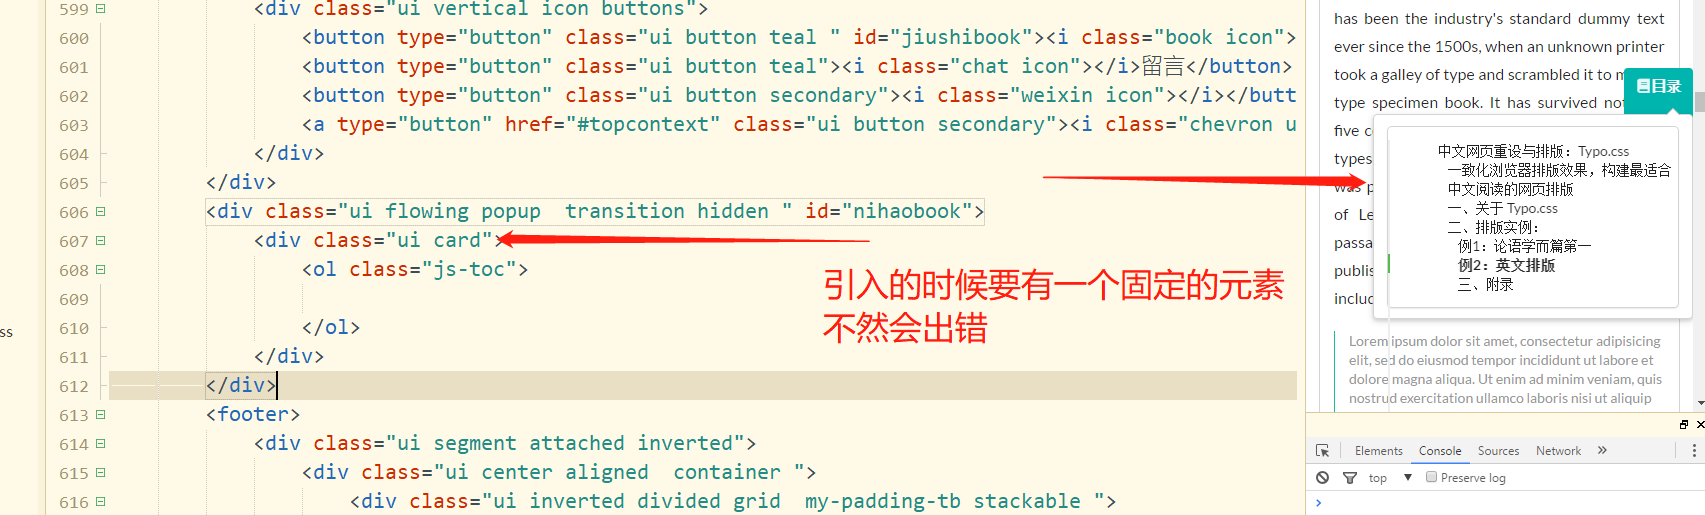 599 <div class="ui vertical icon buttons">
600 <button type="button" class="ui button teal " id="jiushibook"><i class="book icon">
601 <button type="button" class="ui button teal"><i class="chat icon"></i>留言</button>
602 <button type="button" class="ui button secondary"><i class="weixin icon"></i></butt
603 <a type="button" href="#topcontext" class="ui button secondary"><i class="chevron u
604 </div>
605 </div>
606 <div class="ui flowing popup  transition hidden " id="nihaobook">
607 <div class="ui card">
608 <ol class="js-toc">
609
610 </ol>
611 </div>
612 </div>
613 <footer>
614 <div class="ui segment attached inverted">
615 <div class="ui center aligned  container ">
616 <div class="ui inverted divided grid  my-padding-tb stackable ">
ss
引入的时候要有一个固定的元素
不然会出错
has been the industry's standard dummy text
ever since the 1500s, when an unknown printer
took a galley of type and scrambled it to m
type specimen book. It has survived no
five c
types
was p
of Le
passa
publis
includ
目录
中文网页重设与排版：Typo.css
一致化浏览器排版效果，构建最适合
中文阅读的网页排版
一、关于 Typo.css
二、排版实例：
例1：论语学而篇第一
例2：英文排版
三、附录
Lorem ipsum dolor sit amet, consectetur adipisicing
elit, sed do eiusmod tempor incididunt ut labore et
dolore magna aliqua. Ut enim ad minim veniam, quis
nostrud exercitation ullamco laboris nisi ut aliquip
Elements Console Sources Network »
top Preserve log